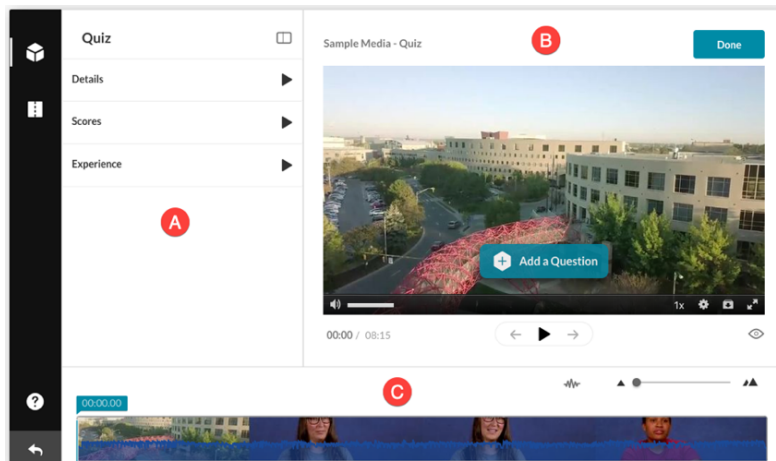 Quiz
Details
Scores
Experience
A
Sample Media - Quiz
B
Done
Add a Question
1x
00:00 / 08:15
C
?
00:00.00